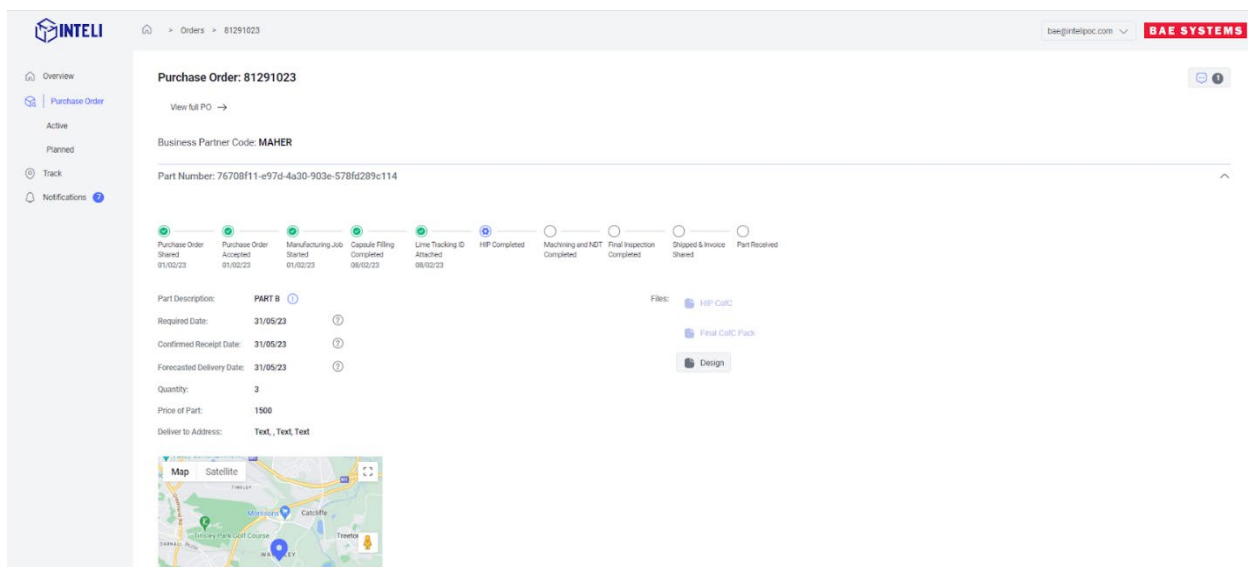 INTELI
> Orders > 81291023
bae@intelipoc.com
BAE SYSTEMS
Overview
Purchase Order
Active
Planned
Track
Notifications 7
Purchase Order: 81291023
1
View full PO →
Business Partner Code: MAHER
Part Number: 76708f11-e97d-4a30-903e-578fd289c114
Purchase Order Shared 01/02/23
Purchase Order Accepted 01/02/23
Manufacturing Job Started 01/02/23
Capsule Filling Completed 08/02/23
Lime Tracking ID Attached 08/02/23
HIP Completed
Machining and NDT Completed
Final Inspection Completed
Shipped & Invoice Shared
Part Received
Part Description: PART B
Required Date: 31/05/23
Confirmed Receipt Date: 31/05/23
Forecasted Delivery Date: 31/05/23
Quantity: 3
Price of Part: 1500
Deliver to Address: Text, , Text, Text
Files:
HIP CofC
Final CofC Pack
Design
Map Satellite
TINSLEY
Morrisons
Catcliffe
Tinsley Park Golf Course
Treeton